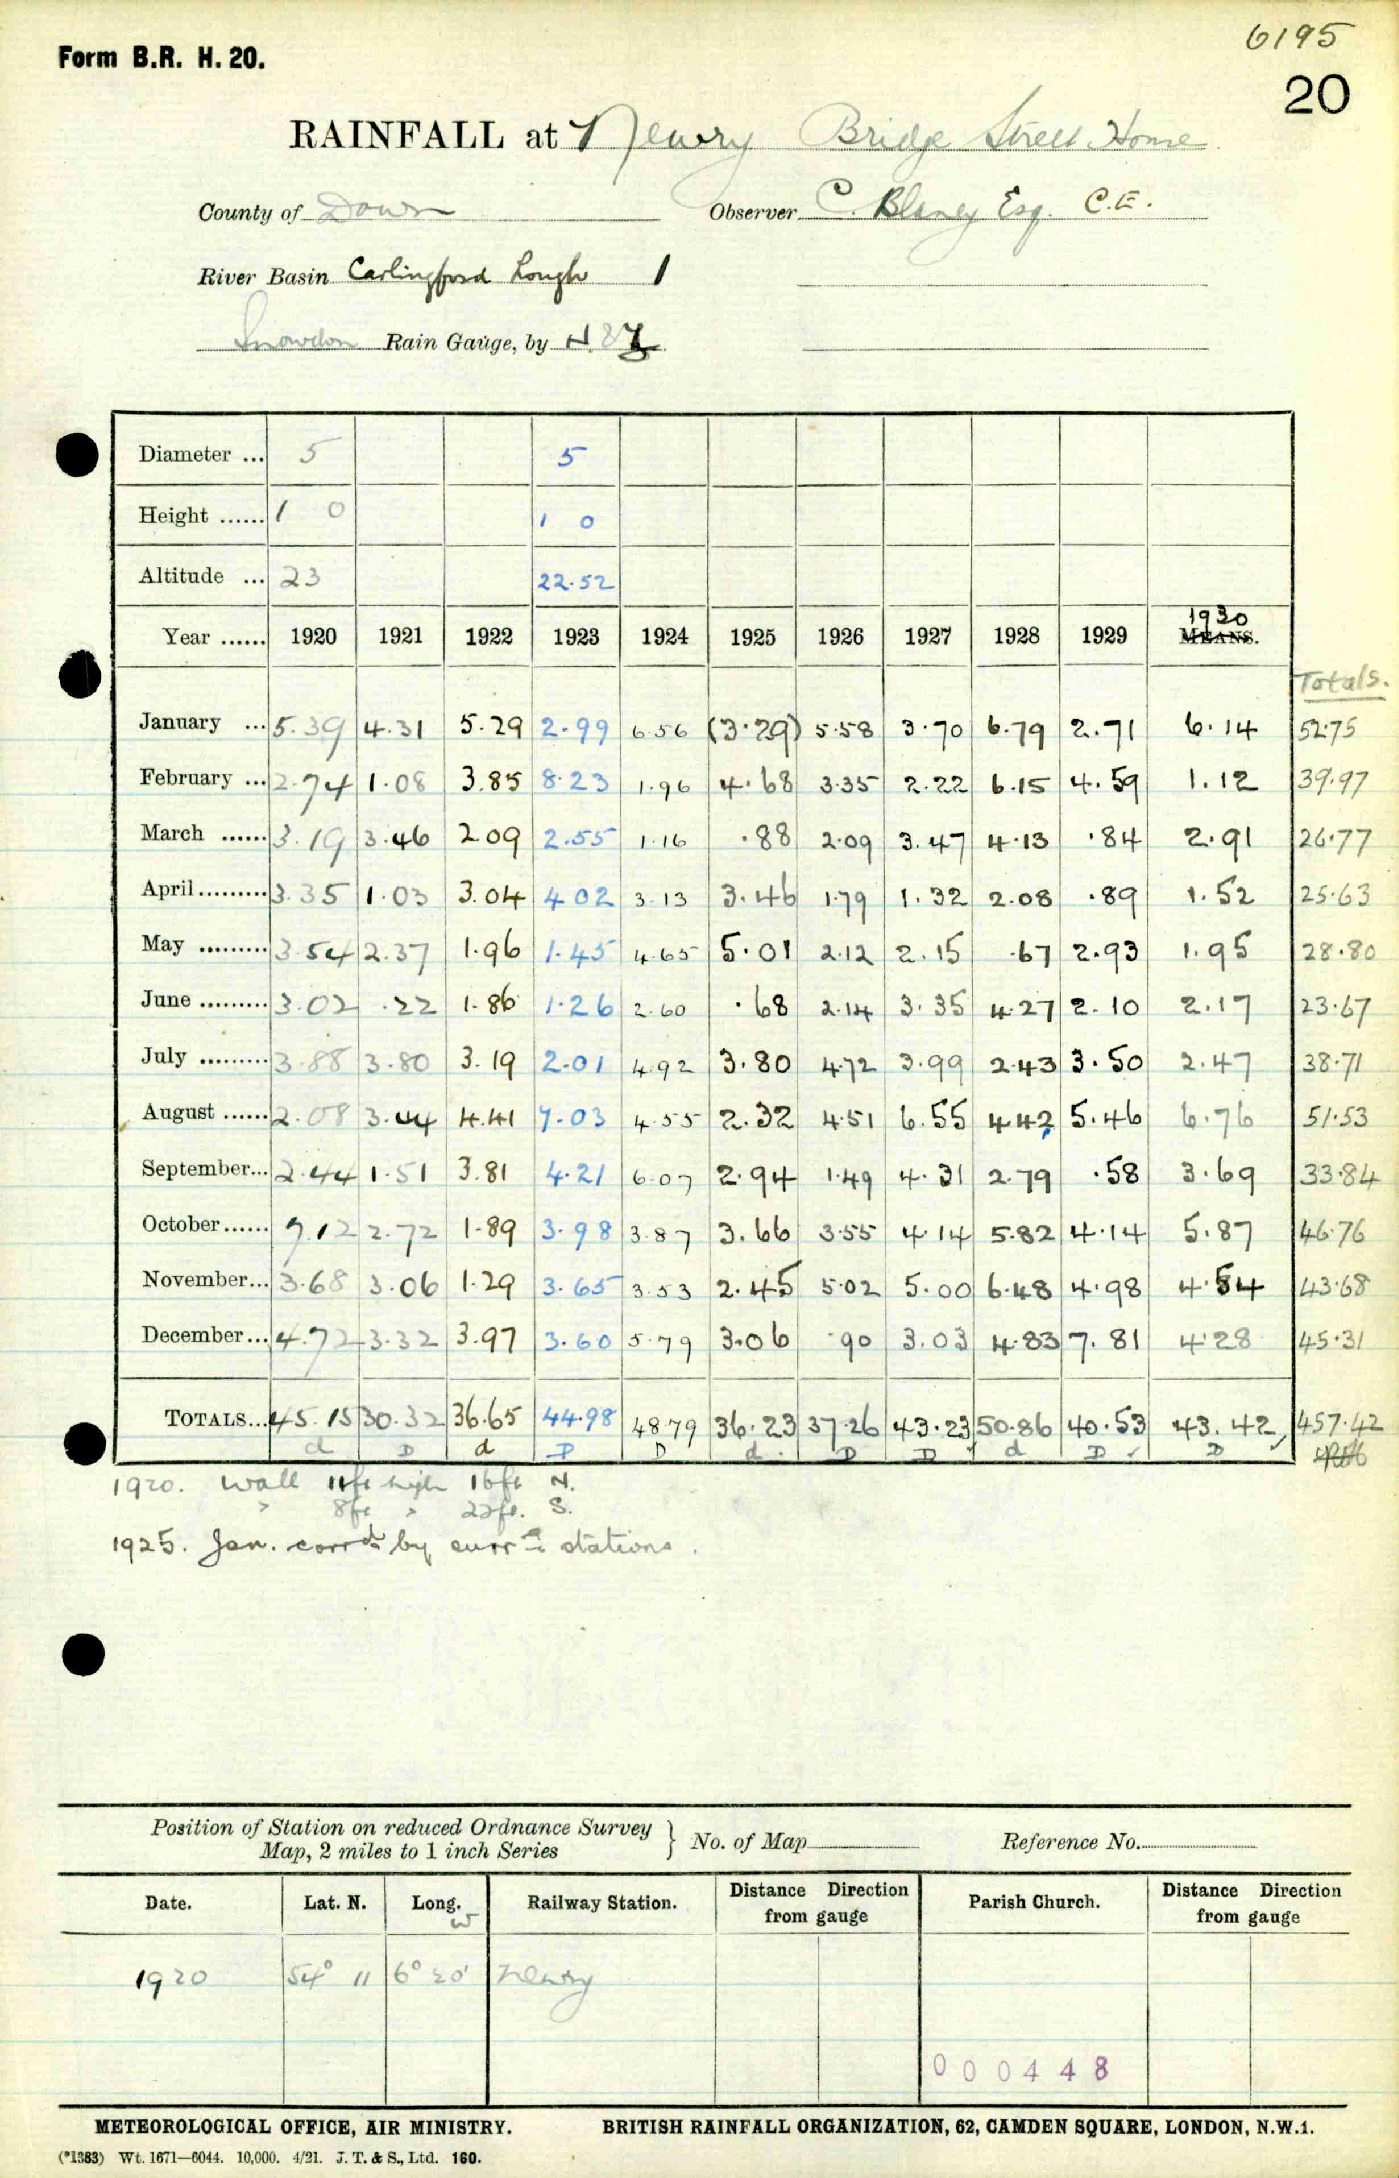 6195
Form B.R. H. 20.
20
RAINFALL at Newry Bridge Street House
County of Down Observer C. Blaney Esq. C.E.
River Basin Carlingford Lough 1
Snowdon Rain Gauge, by N. & Z
Diameter ... 5 5
Height ...... 1 0 1 0
Altitude ... 23 22.52
1930
Year ...... 1920 1921 1922 1923 1924 1925 1926 1927 1928 1929 MEANS.
Totals.
January ... 5.39 4.31 5.29 2.99 6.56 (3.29) 5.58 3.70 6.79 2.71 6.14 52.75
February ... 2.74 1.08 3.85 8.23 1.96 4.68 3.35 2.22 6.15 4.59 1.12 39.97
March ...... 3.19 3.46 2.09 2.55 1.16 .88 2.09 3.47 4.13 .84 2.91 26.77
April ......... 3.35 1.03 3.04 4.02 3.13 3.46 1.79 1.32 2.08 .89 1.52 25.63
May ......... 3.54 2.37 1.96 1.45 4.65 5.01 2.12 2.15 .67 2.93 1.95 28.80
June ......... 3.02 .22 1.86 1.26 2.60 .68 2.14 3.35 4.27 2.10 2.17 23.67
July ......... 3.88 3.80 3.19 2.01 4.92 3.80 4.72 3.99 2.43 3.50 2.47 38.71
August ...... 2.08 3.44 4.41 7.03 4.55 2.32 4.51 6.55 4.42 5.46 6.76 51.53
September... 2.44 1.51 3.81 4.21 6.07 2.94 1.49 4.31 2.79 .58 3.69 33.84
October...... 7.12 2.72 1.89 3.98 3.87 3.66 3.55 4.14 5.82 4.14 5.87 46.76
November... 3.68 3.06 1.29 3.65 3.53 2.45 5.02 5.00 6.48 4.98 4.54 43.68
December... 4.72 3.32 3.97 3.60 5.79 3.06 .90 3.03 4.83 7.81 4.28 45.31
TOTALS... 45.15 30.32 36.65 44.98 48.79 36.23 37.26 43.23 50.86 40.53 43.42 457.42
d D d D D d D D d D D
1920. Wall 11ft high 16ft N.
" 8ft " 22ft. S.
1925. Jan. corrd by surrg stations.
Position of Station on reduced Ordnance Survey
Map, 2 miles to 1 inch Series } No. of Map Reference No.
Date. Lat. N. Long. W Railway Station. Distance Direction from gauge Parish Church. Distance Direction from gauge
1920 54° 11 6° 20' Newry
000448
METEOROLOGICAL OFFICE, AIR MINISTRY. BRITISH RAINFALL ORGANIZATION, 62, CAMDEN SQUARE, LONDON, N.W.1.
(*1383) Wt. 1671—6044. 10,000. 4/21. J. T. & S., Ltd. 160.